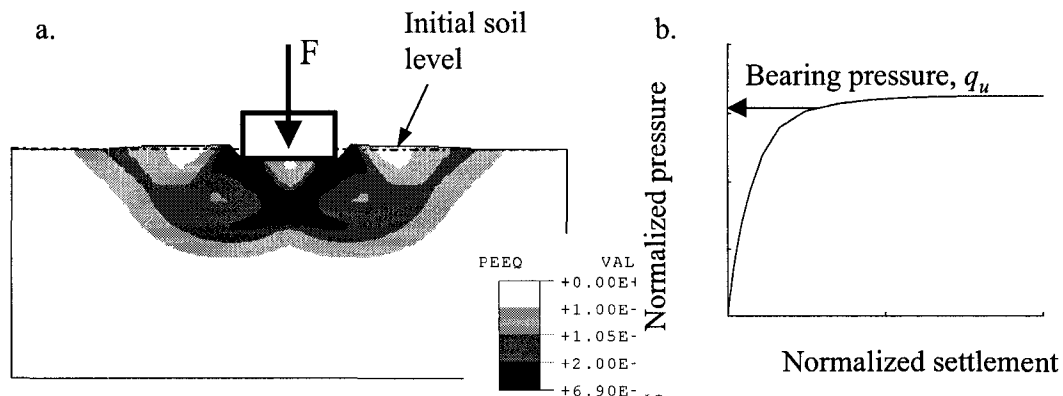 a.
F
Initial soil
level
PEEQ VAL
+0.00E+
+1.00E-
+1.05E-
+2.00E-
+6.90E-
b.
Bearing pressure, qu
Normalized pressure
Normalized settlement